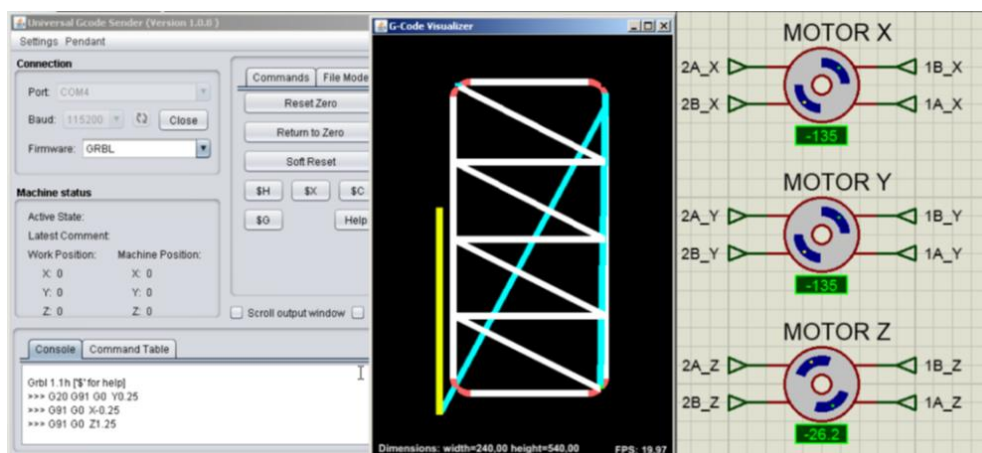 Universal Gcode Sender (Version 1.0.8 )
Settings Pendant
Connection
Port: COM4
Baud: 115200 Close
Firmware: GRBL
Machine status
Active State:
Latest Comment:
Work Position: Machine Position:
X: 0 X: 0
Y: 0 Y: 0
Z: 0 Z: 0
Commands File Mode
Reset Zero
Return to Zero
Soft Reset
$H $X $C
$G Help
Scroll output window
Console Command Table
Grbl 1.1h ['$' for help]
>>> G20 G91 G0 Y0.25
>>> G91 G0 X-0.25
>>> G91 G0 Z1.25
G-Code Visualizer
Dimensions: width=240.00 height=540.00 FPS: 19.97
MOTOR X
2A_X 1B_X
2B_X 1A_X
-135
MOTOR Y
2A_Y 1B_Y
2B_Y 1A_Y
-135
MOTOR Z
2A_Z 1B_Z
2B_Z 1A_Z
-26.2